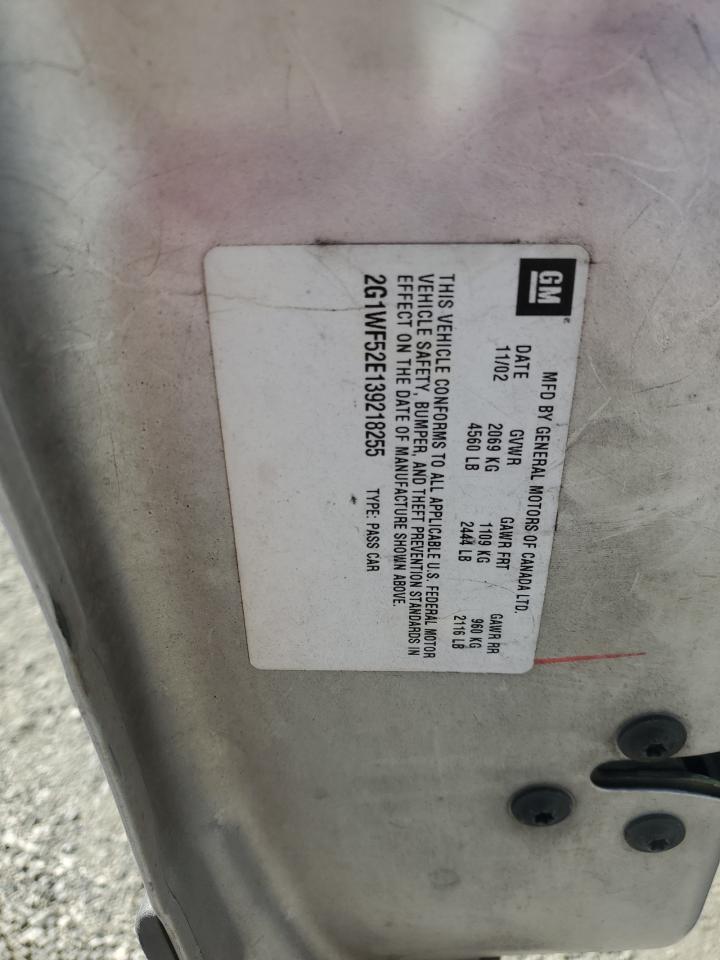 GM
MFD BY GENERAL MOTORS OF CANADA LTD.
DATE GVWR GAWR FRT GAWR RR
11/02 2069 KG 1109 KG 960 KG
4560 LB 2444 LB 2116 LB
THIS VEHICLE CONFORMS TO ALL APPLICABLE U.S. FEDERAL MOTOR
VEHICLE SAFETY, BUMPER, AND THEFT PREVENTION STANDARDS IN
EFFECT ON THE DATE OF MANUFACTURE SHOWN ABOVE.
2G1WF52E139218255 TYPE: PASS CAR